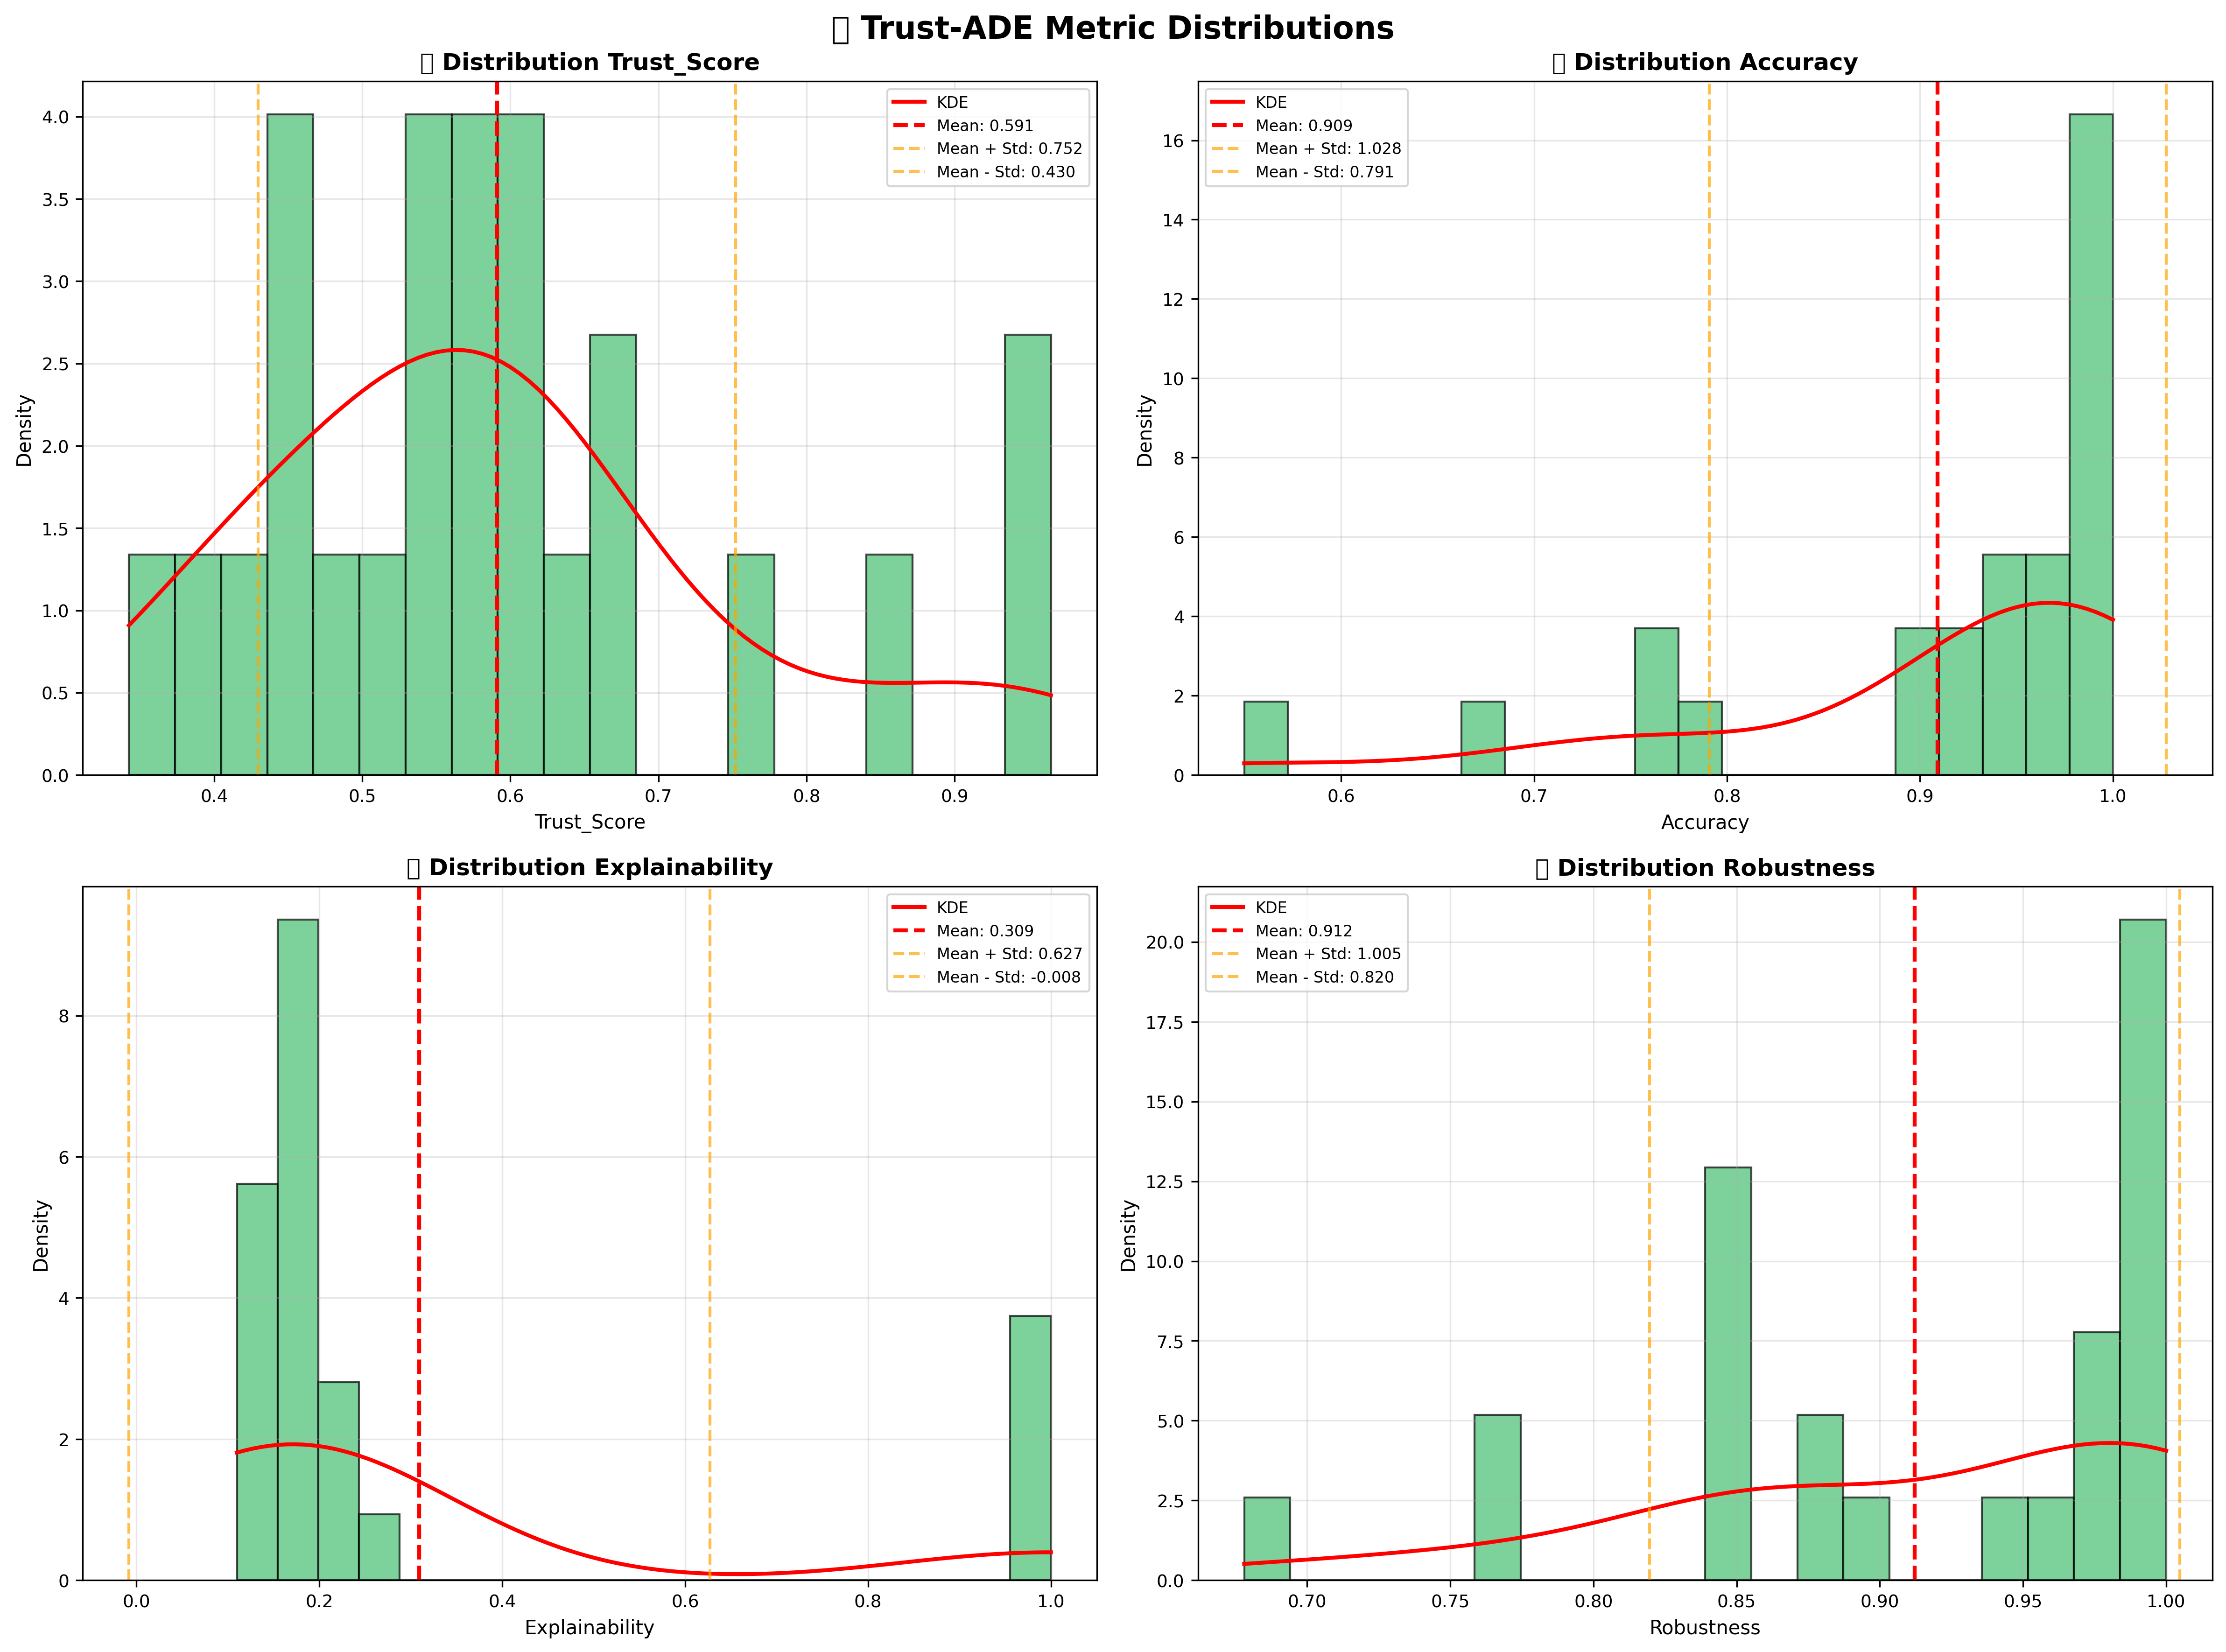 Trust-ADE Metric Distributions
Distribution Trust_Score
KDE
Mean: 0.591
Mean + Std: 0.752
Mean - Std: 0.430
Density
4.0
3.5
3.0
2.5
2.0
1.5
1.0
0.5
0.0
0.4 0.5 0.6 0.7 0.8 0.9
Trust_Score
Distribution Accuracy
KDE
Mean: 0.909
Mean + Std: 1.028
Mean - Std: 0.791
Density
16
14
12
10
8
6
4
2
0
0.6 0.7 0.8 0.9 1.0
Accuracy
Distribution Explainability
KDE
Mean: 0.309
Mean + Std: 0.627
Mean - Std: -0.008
Density
8
6
4
2
0
0.0 0.2 0.4 0.6 0.8 1.0
Explainability
Distribution Robustness
KDE
Mean: 0.912
Mean + Std: 1.005
Mean - Std: 0.820
Density
20.0
17.5
15.0
12.5
10.0
7.5
5.0
2.5
0.0
0.70 0.75 0.80 0.85 0.90 0.95 1.00
Robustness